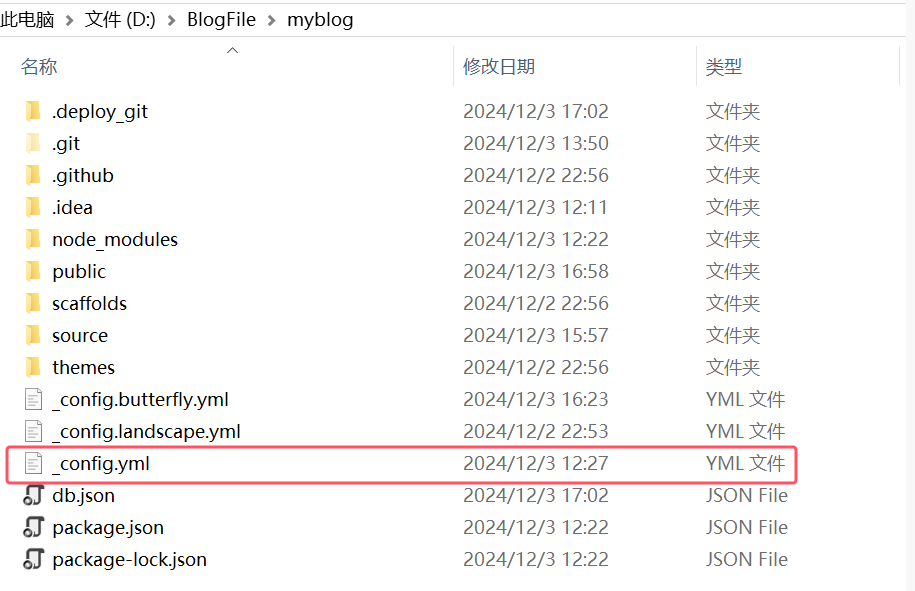 此电脑 > 文件 (D:) > BlogFile > myblog
名称 修改日期 类型
.deploy_git 2024/12/3 17:02 文件夹
.git 2024/12/3 13:50 文件夹
.github 2024/12/2 22:56 文件夹
.idea 2024/12/3 12:11 文件夹
node_modules 2024/12/3 12:22 文件夹
public 2024/12/3 16:58 文件夹
scaffolds 2024/12/2 22:56 文件夹
source 2024/12/3 15:57 文件夹
themes 2024/12/2 22:56 文件夹
_config.butterfly.yml 2024/12/3 16:23 YML 文件
_config.landscape.yml 2024/12/2 22:53 YML 文件
_config.yml 2024/12/3 12:27 YML 文件
db.json 2024/12/3 17:02 JSON File
package.json 2024/12/3 12:22 JSON File
package-lock.json 2024/12/3 12:22 JSON File